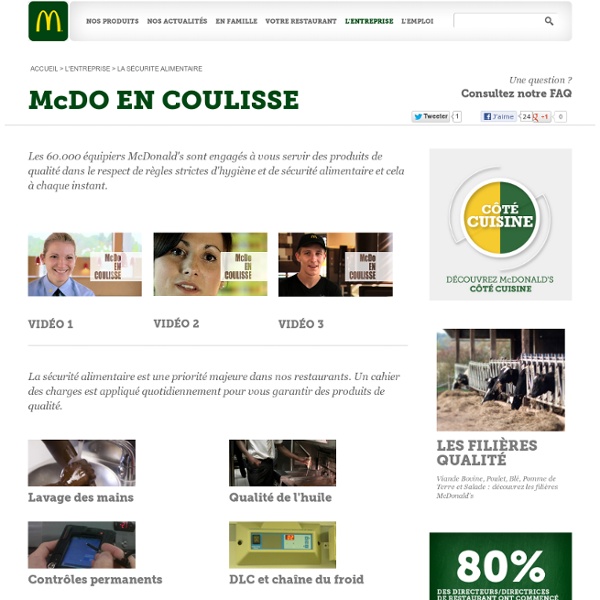 NOS PRODUITS NOS ACTUALITÉS EN FAMILLE VOTRE RESTAURANT L'ENTREPRISE L'EMPLOI
ACCUEIL > L'ENTREPRISE > LA SÉCURITÉ ALIMENTAIRE
Une question ?
Consultez notre FAQ
McDO EN COULISSE
Tweeter 1 J'aime 24 +1 0
Les 60.000 équipiers McDonald's sont engagés à vous servir des produits de
qualité dans le respect de règles strictes d'hygiène et de sécurité alimentaire et cela
à chaque instant.
CÔTÉ
CUISINE
DÉCOUVREZ McDONALD'S
CÔTÉ CUISINE
McDo
EN
COULISSE
McDo
EN
COULISSE
McDo
EN
COULISSE
VIDÉO 1
VIDÉO 2
VIDÉO 3
La sécurité alimentaire est une priorité majeure dans nos restaurants. Un cahier
des charges est appliqué quotidiennement pour vous garantir des produits de
qualité.
LES FILIÈRES
QUALITÉ
Viande Bovine, Poulet, Blé, Pomme de
Terre et Salade : découvrez les filières
McDonald's
Lavage des mains
Qualité de l'huile
Contrôles permanents
DLC et chaîne du froid
80%
DES DIRECTEURS/DIRECTRICES
DE RESTAURANT ONT COMMENCÉ